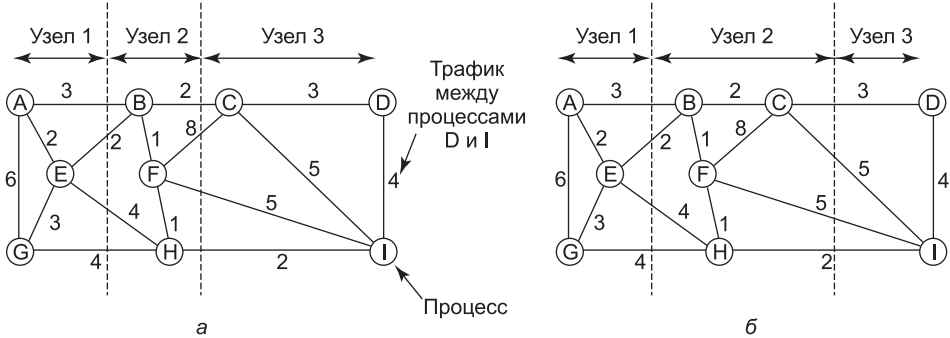 Узел 1 Узел 2 Узел 3
A 3 B 2 C 3 D
2 2 1 8
6 E F 5 4
3 4 5
1
G 4 H 2 I
Трафик
между
процессами
D и I
Процесс
а
Узел 1 Узел 2 Узел 3
A 3 B 2 C 3 D
2 2 1 8
6 E F 5 4
3 4 5
1
G 4 H 2 I
б